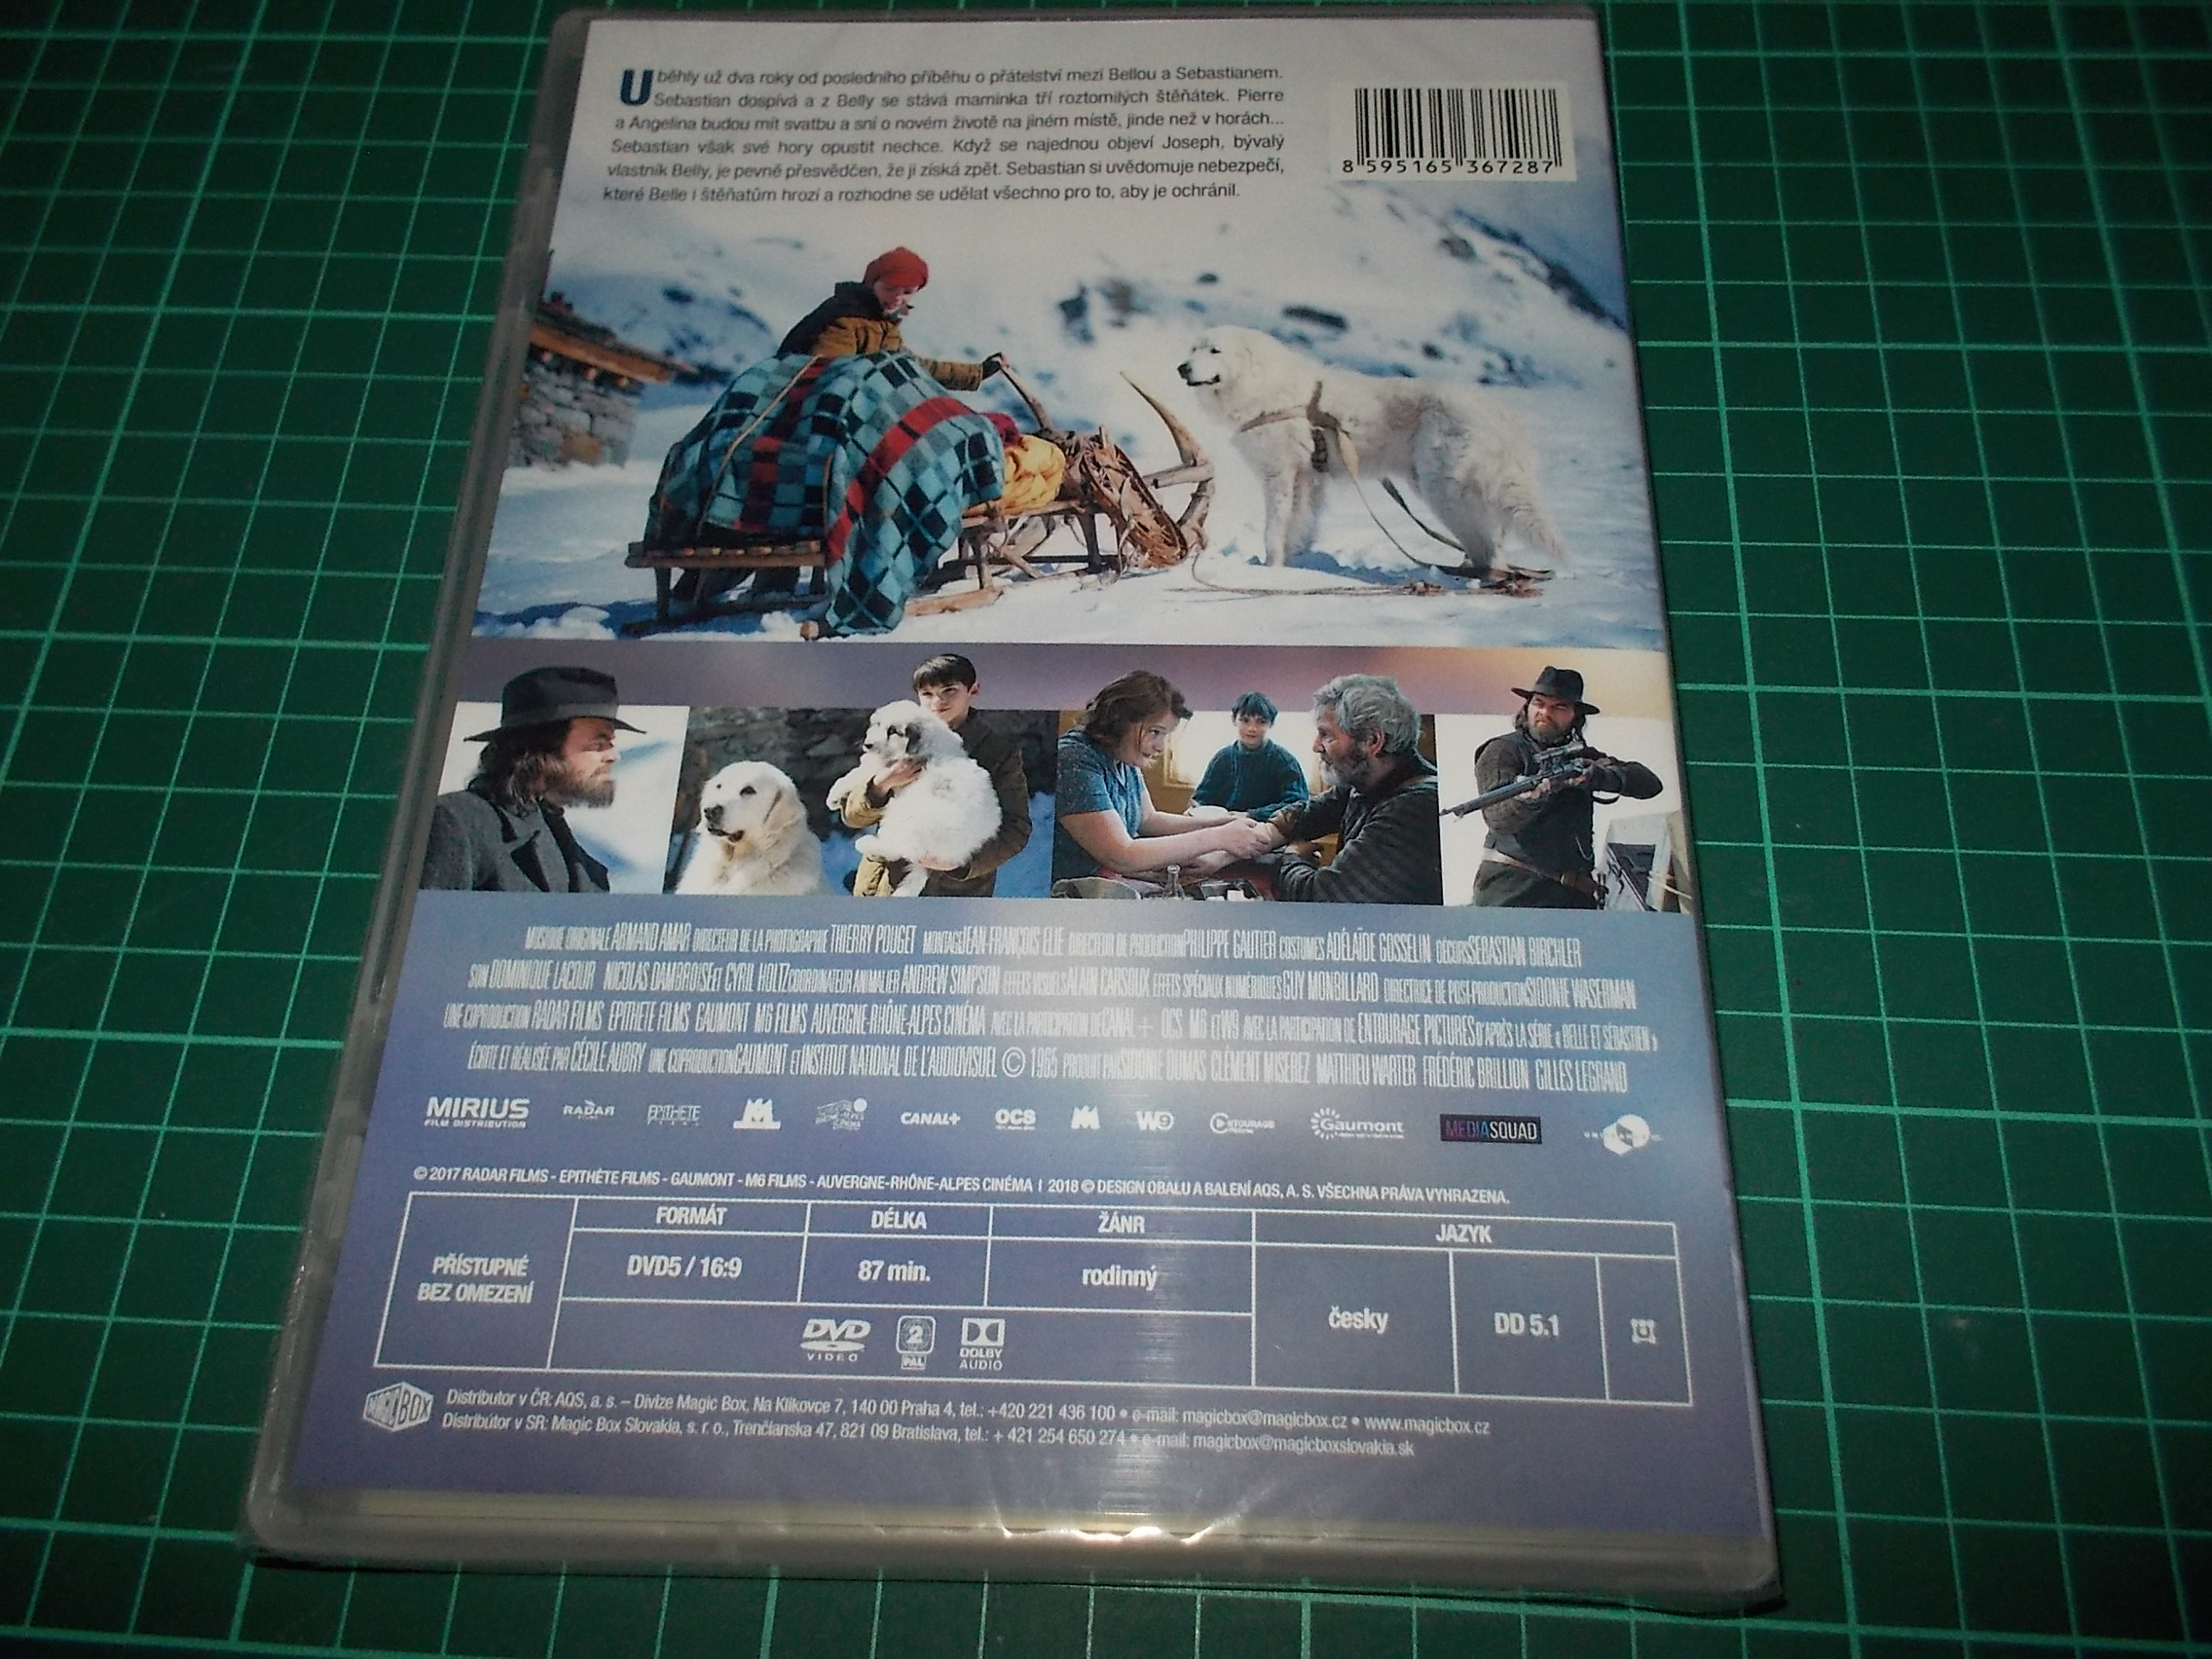 Uběhly už dva roky od posledního příběhu o přátelství mezi Bellou a Sebastianem.
Sebastian dospívá a z Belly se stává maminka tří roztomilých štěňátek. Pierre
a Angelina budou mít svatbu a sní o novém životě na jiném místě, jinde než v horách...
Sebastian však své hory opustit nechce. Když se najednou objeví Joseph, bývalý
vlastník Belly, je pevně přesvědčen, že ji získá zpět. Sebastian si uvědomuje nebezpečí,
které Belle i štěňatům hrozí a rozhodne se udělat všechno pro to, aby je ochránil.
8 595165 367287
MUSIQUE ORIGINALE ARMAND AMAR DIRECTEUR DE LA PHOTOGRAPHIE THIERRY POUGET MONTAGE JEAN-FRANÇOIS ELIE DIRECTEUR DE PRODUCTION PHILIPPE GAUTIER COSTUMES ADÉLAÏDE GOSSELIN DÉCORS SEBASTIAN BIRCHLER
SON DOMINIQUE LACOUR NICOLAS DAMBROISE ET CYRIL HOLTZ COORDINATEUR ANIMALIER ANDREW SIMPSON EFFETS VISUELS ALAIN CARSOUX EFFETS SPÉCIAUX NUMÉRIQUES GUY MONBILLARD DIRECTRICE DE POST-PRODUCTION SIDONIE WASERMAN
UNE COPRODUCTION RADAR FILMS EPITHETE FILMS GAUMONT M6 FILMS AUVERGNE-RHÔNE-ALPES CINÉMA AVEC LA PARTICIPATION DE CANAL+ OCS M6 ET W9 AVEC LA PARTICIPATION DE ENTOURAGE PICTURES D'APRÈS LA SÉRIE « BELLE ET SÉBASTIEN »
ÉCRITE ET RÉALISÉE PAR CÉCILE AUBRY UNE COPRODUCTION GAUMONT ET INSTITUT NATIONAL DE L'AUDIOVISUEL © 1965 PRODUIT PAR SIDONIE DUMAS CLÉMENT MISEREZ MATTHIEU WARTER FRÉDÉRIC BRILLION GILLES LEGRAND
MIRIUS FILM DISTRIBUTION RADAR EPITHETE CANAL+ OCS M W9 ENTOURAGE Gaumont MEDIASQUAD
© 2017 RADAR FILMS - EPITHÈTE FILMS - GAUMONT - M6 FILMS - AUVERGNE-RHÔNE-ALPES CINÉMA | 2018 © DESIGN OBALU A BALENÍ AQS, A. S. VŠECHNA PRÁVA VYHRAZENA.
PŘÍSTUPNÉ
BEZ OMEZENÍ
FORMÁT DÉLKA ŽÁNR JAZYK
DVD5 / 16:9 87 min. rodinný
česky DD 5.1
DVD VIDEO 2 PAL DOLBY AUDIO
MAGIC BOX
Distributor v ČR: AQS, a. s. – Divize Magic Box, Na Klikovce 7, 140 00 Praha 4, tel.: +420 221 436 100 • e-mail: magicbox@magicbox.cz • www.magicbox.cz
Distribútor v SR: Magic Box Slovakia, s. r. o., Trenčianska 47, 821 09 Bratislava, tel.: + 421 254 650 274 • e-mail: magicbox@magicboxslovakia.sk